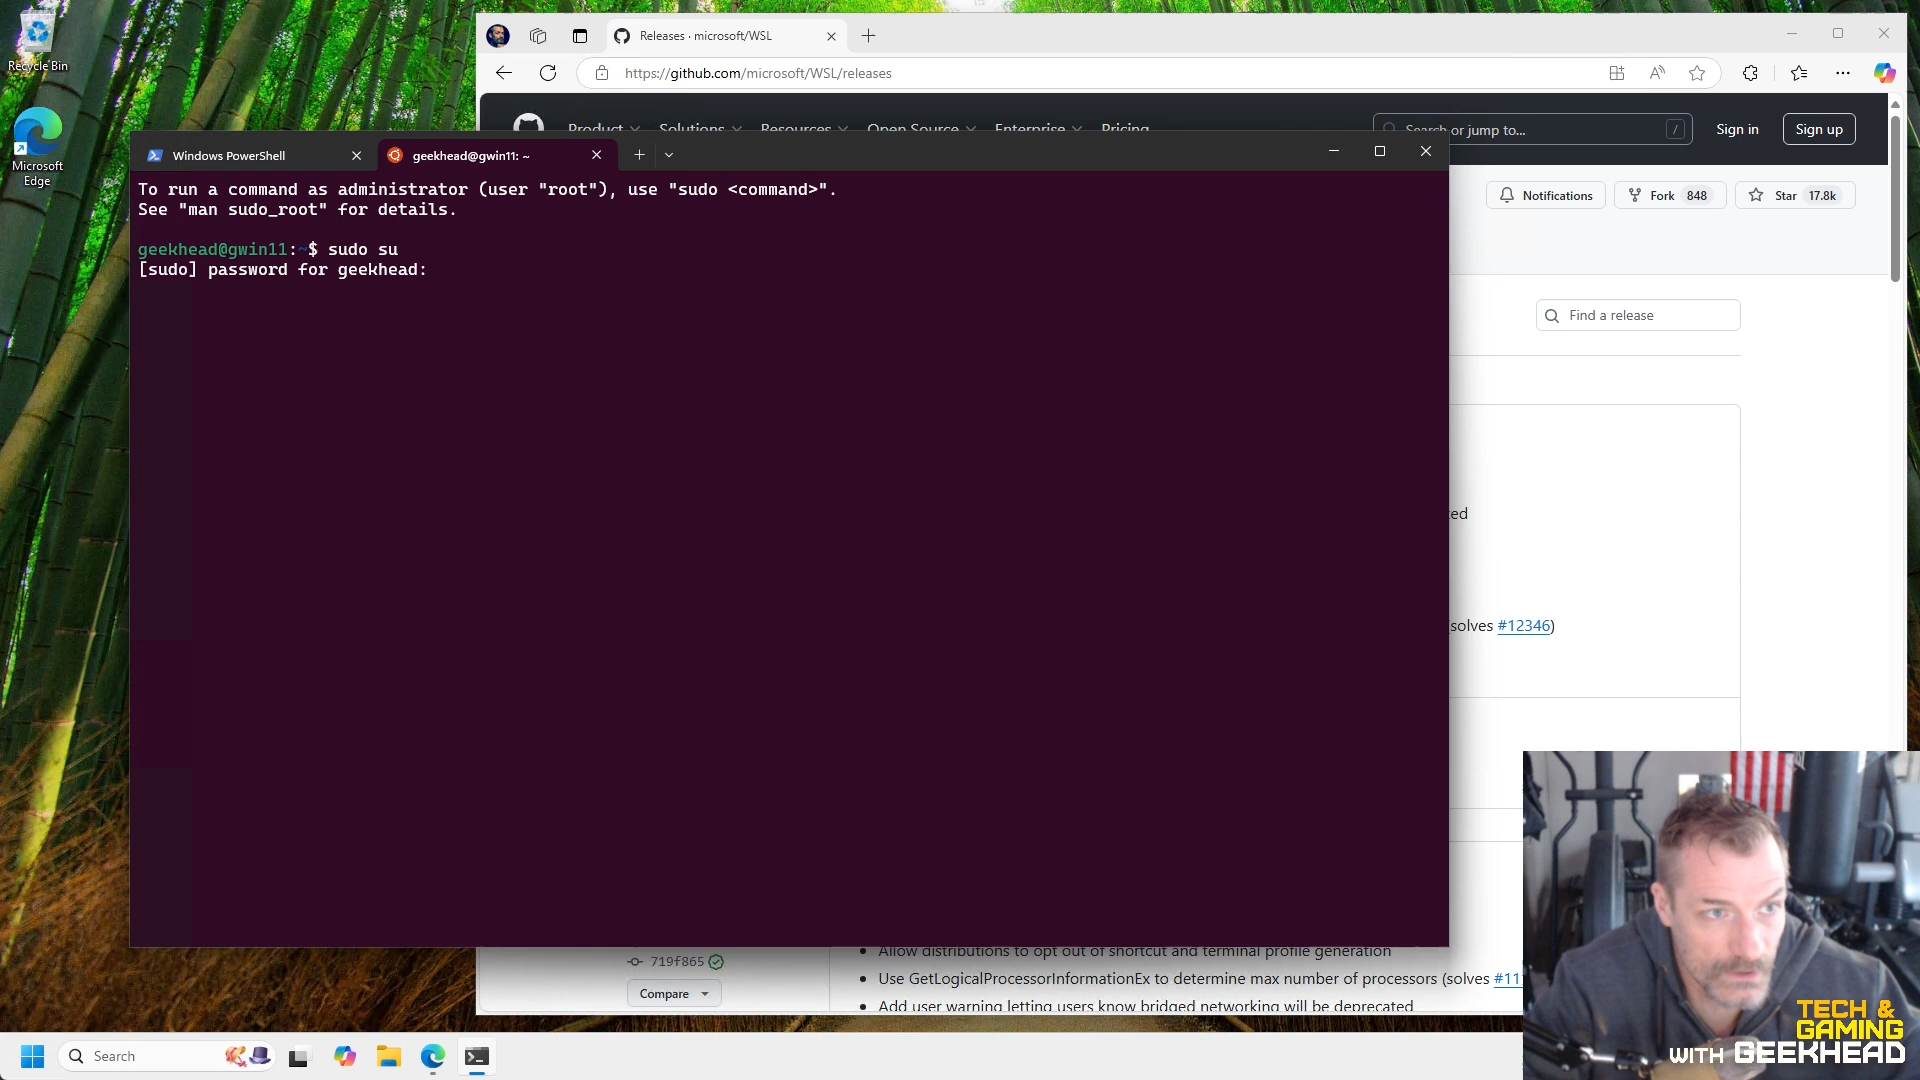 Recycle Bin
Microsoft
Edge
Releases · microsoft/WSL
https://github.com/microsoft/WSL/releases
Product
Solutions
Resources
Open Source
Enterprise
Pricing
Search or jump to...
/
Sign in
Sign up
Windows PowerShell
geekhead@gwin11: ~
Notifications
Fork 848
Star 17.8k
To run a command as administrator (user "root"), use "sudo <command>".
See "man sudo_root" for details.
geekhead@gwin11:~$ sudo su
[sudo] password for geekhead:
Find a release
ted
(solves #12346)
Allow distributions to opt out of shortcut and terminal profile generation
719f865
Use GetLogicalProcessorInformationEx to determine max number of processors (solves #11
Compare
Add user warning letting users know bridged networking will be deprecated
TECH &
GAMING
WITH GEEKHEAD
Search